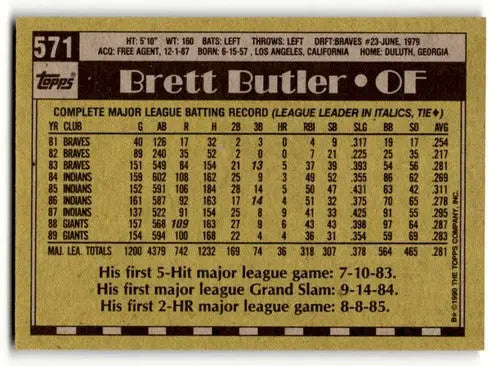 571
HT: 5'10" WT: 160 BATS: LEFT THROWS: LEFT DRFT: BRAVES #23-JUNE, 1979
ACQ: FREE AGENT, 12-1-87 BORN: 6-15-57, LOS ANGELES, CALIFORNIA HOME: DULUTH, GEORGIA
Topps Brett Butler • OF
COMPLETE MAJOR LEAGUE BATTING RECORD (LEAGUE LEADER IN ITALICS, TIE♦)
YR CLUB G AB R H 2B 3B HR RBI SB SLG BB SO AVG
81 BRAVES 40 126 17 32 2 3 0 4 9 .317 19 17 .254
82 BRAVES 89 240 35 52 2 0 0 7 21 .225 25 35 .217
83 BRAVES 151 549 84 154 21 13 5 37 39 .393 54 56 .281
84 INDIANS 159 602 108 162 25 9 3 49 52 .355 86 62 .269
85 INDIANS 152 591 106 184 28 14 5 50 47 .431 63 42 .311
86 INDIANS 161 587 92 163 17 14 4 51 32 .375 70 65 .278
87 INDIANS 137 522 91 154 25 8 9 41 33 .425 91 55 .295
88 GIANTS 157 568 109 163 27 9 6 43 43 .398 97 64 .287
89 GIANTS 154 594 100 168 22 4 4 36 31 .354 59 69 .283
MAJ. LEA. TOTALS 1200 4379 742 1232 169 74 36 318 307 .378 564 465 .281
His first 5-Hit major league game: 7-10-83.
His first major league Grand Slam: 9-14-84.
His first 2-HR major league game: 8-8-85.
B* © 1990 THE TOPPS COMPANY, INC.